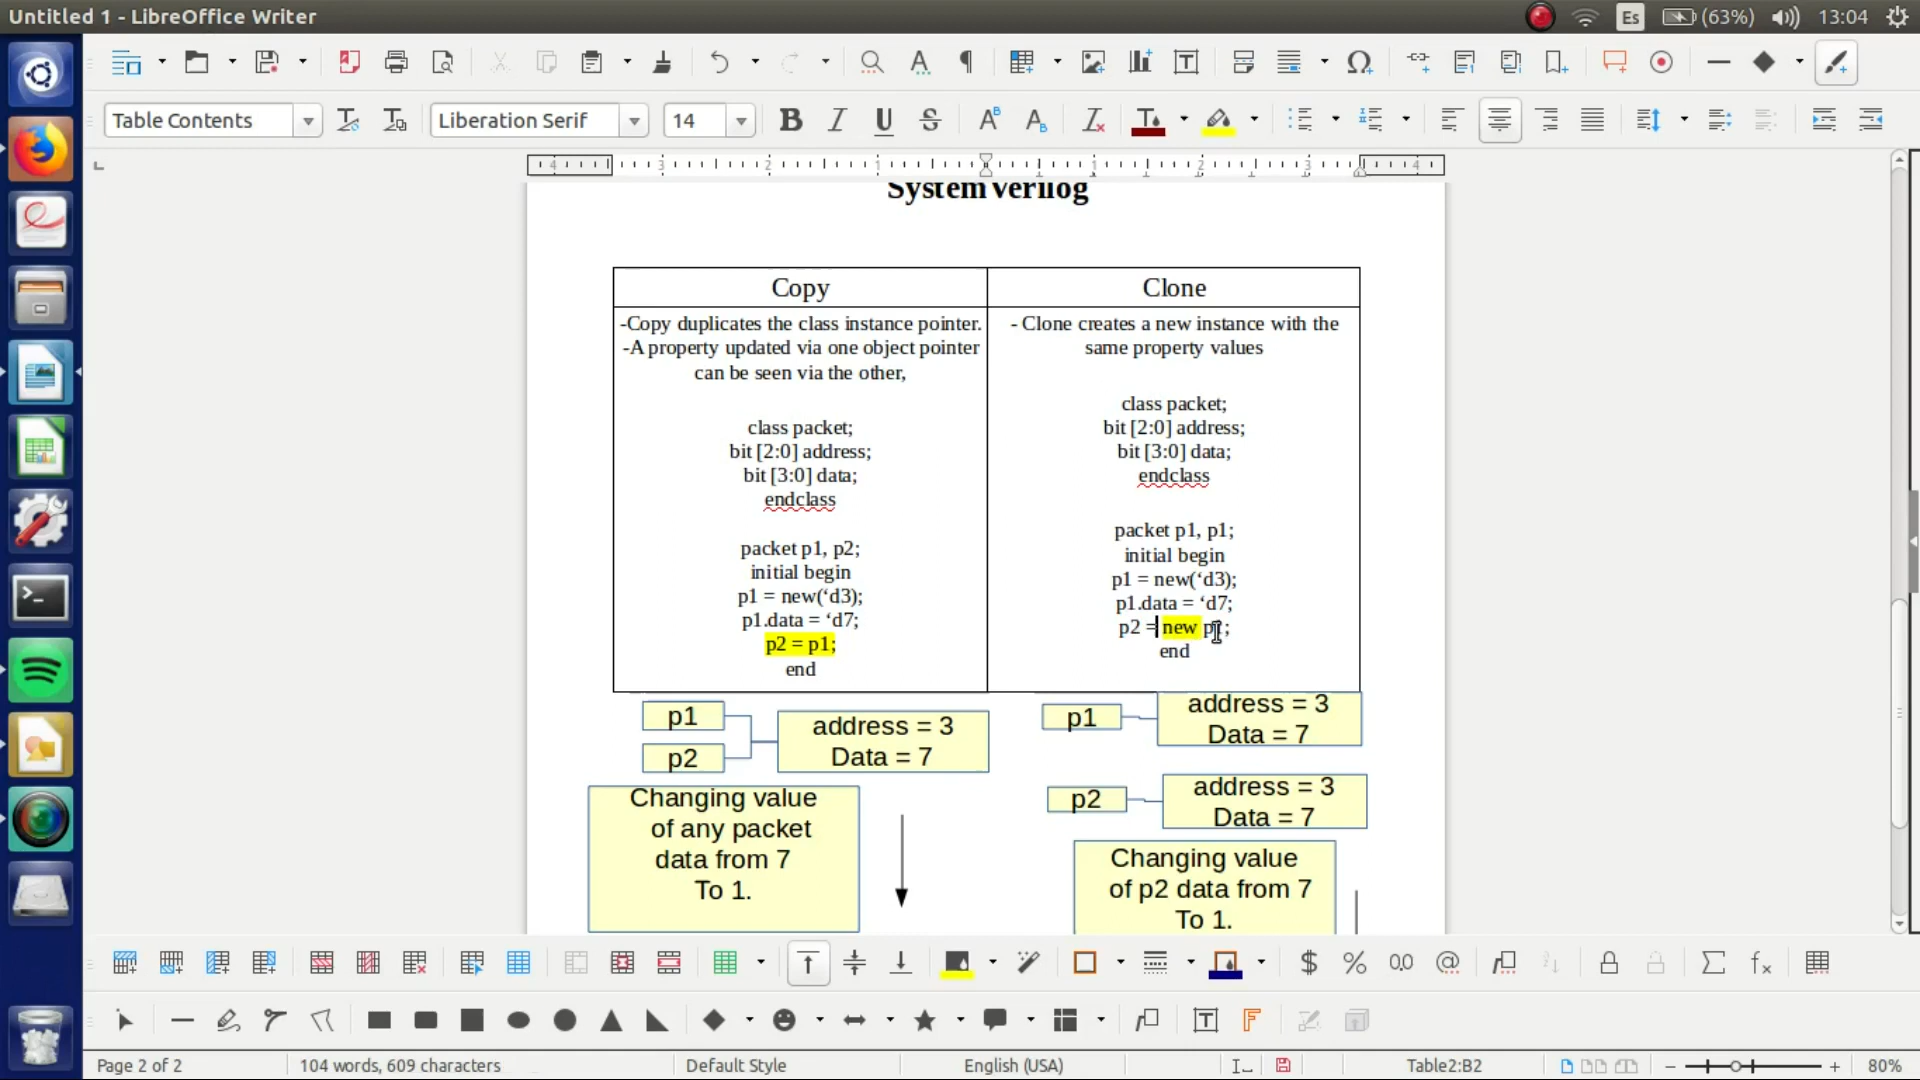 Untitled 1 - LibreOffice Writer
Es
(63%)
13:04
Table Contents
Liberation Serif
14
SystemVerilog
Copy
Clone
-Copy duplicates the class instance pointer.
-A property updated via one object pointer
can be seen via the other,
class packet;
bit [2:0] address;
bit [3:0] data;
endclass
packet p1, p2;
initial begin
p1 = new(‘d3);
p1.data = ‘d7;
p2 = p1;
end
- Clone creates a new instance with the
same property values
class packet;
bit [2:0] address;
bit [3:0] data;
endclass
packet p1, p1;
initial begin
p1 = new(‘d3);
p1.data = ‘d7;
p2 = new p1;
end
p1
p2
address = 3
Data = 7
Changing value
of any packet
data from 7
To 1.
p1
address = 3
Data = 7
p2
address = 3
Data = 7
Changing value
of p2 data from 7
To 1.
Page 2 of 2
104 words, 609 characters
Default Style
English (USA)
Table2:B2
80%